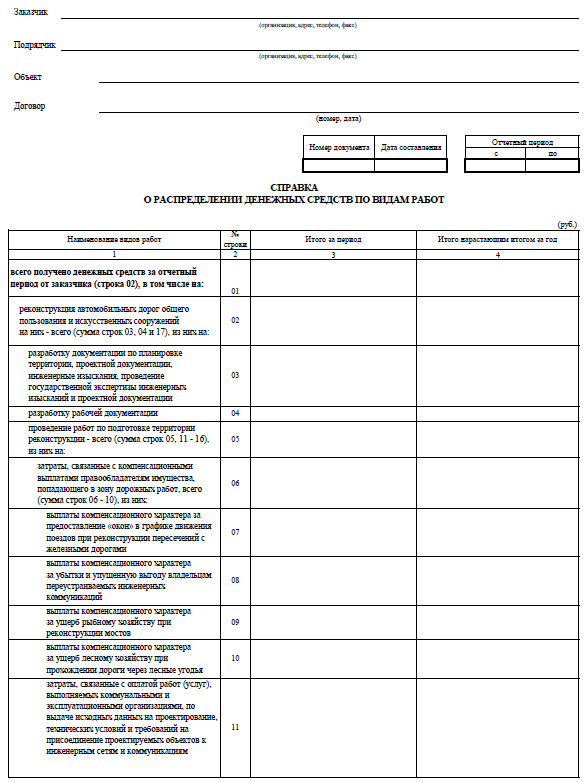 Заказчик
(организация, адрес, телефон, факс)
Подрядчик
(организация, адрес, телефон, факс)
Объект
Договор
(номер, дата)
Номер документа Дата составления Отчетный период
с по
СПРАВКА
О РАСПРЕДЕЛЕНИИ ДЕНЕЖНЫХ СРЕДСТВ ПО ВИДАМ РАБОТ
(руб.)
Наименование видов работ № строки Итого за период Итого нарастающим итогом за год
1 2 3 4
всего получено денежных средств за отчетный
период от заказчика (строка 02), в том числе на:
01
реконструкция автомобильных дорог общего
пользования и искусственных сооружений
на них - всего (сумма строк 03, 04 и 17), из них на:
02
разработку документации по планировке
территории, проектной документации,
инженерные изыскания, проведение
государственной экспертизы инженерных
изысканий и проектной документации
03
разработку рабочей документации
04
проведение работ по подготовке территории
реконструкции - всего (сумма строк 05, 11 - 16),
из них на:
05
затраты, связанные с компенсационными
выплатами правообладателям имущества,
попадающего в зону дорожных работ, всего
(сумма строк 06 - 10), из них:
06
выплаты компенсационного характера за
предоставление «окон» в графике движения
поездов при реконструкции пересечений с
железными дорогами
07
выплаты компенсационного характера
за убытки и упущенную выгоду владельцам
переустраиваемых инженерных
коммуникаций
08
выплаты компенсационного характера
за ущерб рыбному хозяйству при
реконструкции мостов
09
выплаты компенсационного характера
за ущерб лесному хозяйству при
прохождении дороги через лесные угодья
10
затраты, связанные с оплатой работ (услуг),
выполняемых коммунальными и
эксплуатационными организациями, по
выдаче исходных данных на проектирование,
технических условий и требований на
присоединение проектируемых объектов к
инженерным сетям и коммуникациям
11